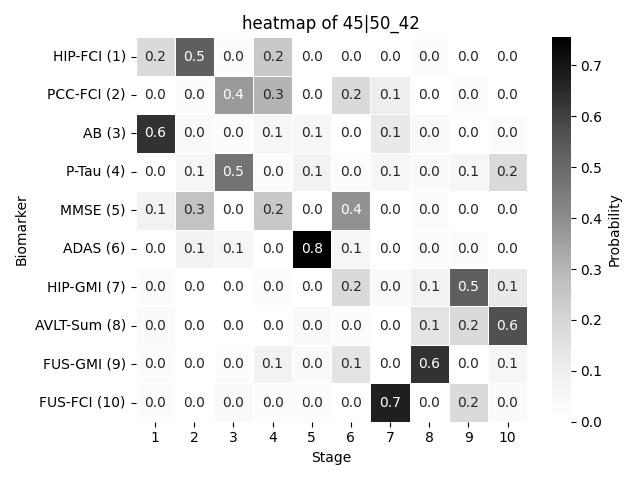 heatmap of 45|50_42
HIP-FCI (1) 0.2 0.5 0.0 0.2 0.0 0.0 0.0 0.0 0.0 0.0
PCC-FCI (2) 0.0 0.0 0.4 0.3 0.0 0.2 0.1 0.0 0.0 0.0
AB (3) 0.6 0.0 0.0 0.1 0.1 0.0 0.1 0.0 0.0 0.0
P-Tau (4) 0.0 0.1 0.5 0.0 0.1 0.0 0.1 0.0 0.1 0.2
MMSE (5) 0.1 0.3 0.0 0.2 0.0 0.4 0.0 0.0 0.0 0.0
ADAS (6) 0.0 0.1 0.1 0.0 0.8 0.1 0.0 0.0 0.0 0.0
HIP-GMI (7) 0.0 0.0 0.0 0.0 0.0 0.2 0.0 0.1 0.5 0.1
AVLT-Sum (8) 0.0 0.0 0.0 0.0 0.0 0.0 0.0 0.1 0.2 0.6
FUS-GMI (9) 0.0 0.0 0.0 0.1 0.0 0.1 0.0 0.6 0.0 0.1
FUS-FCI (10) 0.0 0.0 0.0 0.0 0.0 0.0 0.7 0.0 0.2 0.0
1 2 3 4 5 6 7 8 9 10
Stage
Biomarker
0.7
0.6
0.5
0.4
0.3
0.2
0.1
0.0
Probability